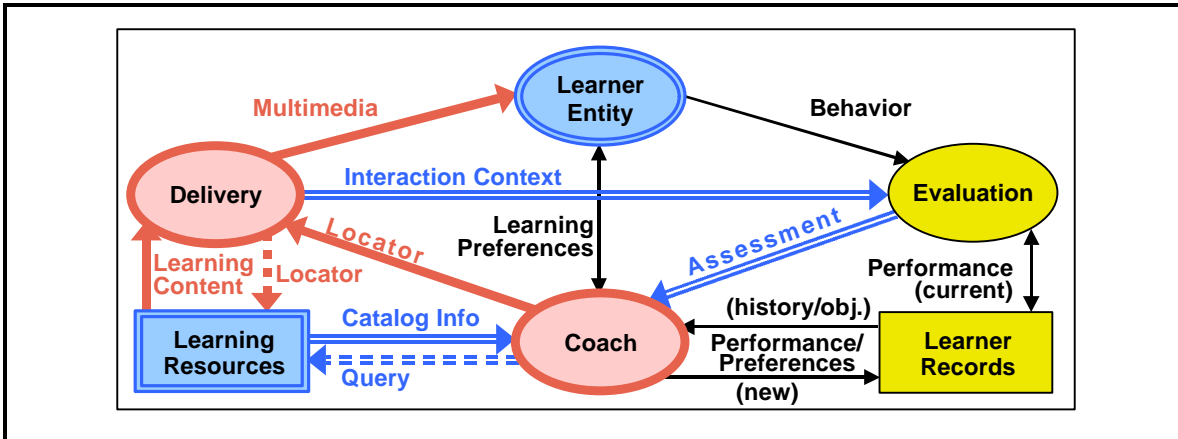 Learner
Entity
Multimedia
Behavior
Delivery
Interaction Context
Evaluation
Locator
Learning
Preferences
Assessment
Learning
Content
Locator
Performance
(current)
Learning
Resources
Catalog Info
Query
Coach
(history/obj.)
Performance/
Preferences
(new)
Learner
Records